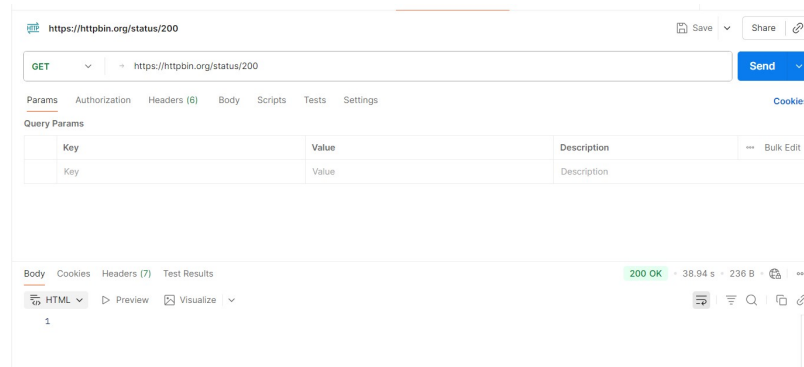 HTTP https://httpbin.org/status/200 Save Share
GET https://httpbin.org/status/200 Send
Params Authorization Headers (6) Body Scripts Tests Settings Cookies
Query Params
Key Value Description Bulk Edit
Key Value Description
Body Cookies Headers (7) Test Results 200 OK 38.94 s 236 B
HTML Preview Visualize
1